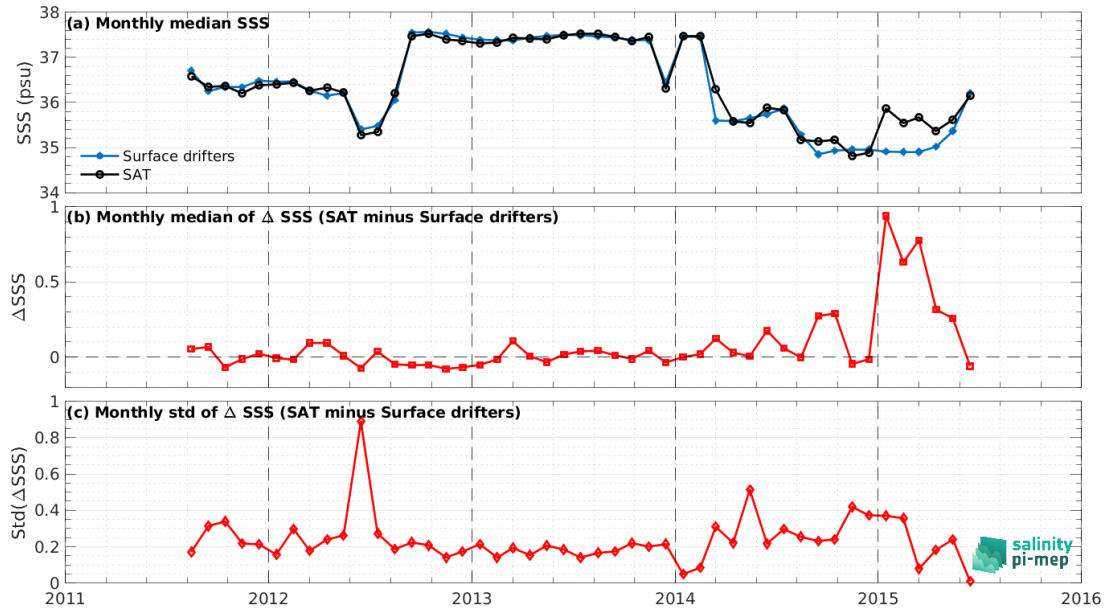 (a) Monthly median SSS
38
37
36
35
34
SSS (psu)
Surface drifters
SAT
(b) Monthly median of Δ SSS (SAT minus Surface drifters)
1
0.5
0
ΔSSS
(c) Monthly std of Δ SSS (SAT minus Surface drifters)
1
0.8
0.6
0.4
0.2
0
Std(ΔSSS)
salinity
pi-mep
2011 2012 2013 2014 2015 2016